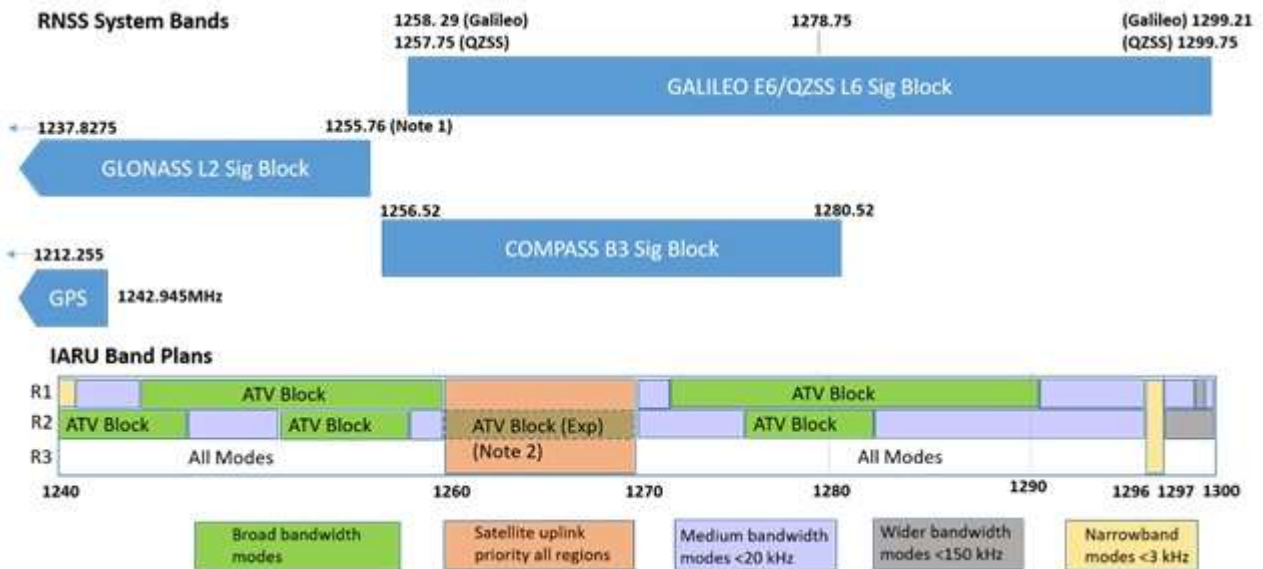 RNSS System Bands
1258. 29 (Galileo)
1257.75 (QZSS)
1278.75
(Galileo) 1299.21
(QZSS) 1299.75
GALILEO E6/QZSS L6 Sig Block
1237.8275
1255.76 (Note 1)
GLONASS L2 Sig Block
1256.52
1280.52
COMPASS B3 Sig Block
1212.255
GPS
1242.945MHz
IARU Band Plans
R1
ATV Block
ATV Block
R2
ATV Block
ATV Block
ATV Block (Exp)
(Note 2)
ATV Block
R3
All Modes
All Modes
1240
1260
1270
1280
1290
1296
1297
1300
Broad bandwidth
modes
Satellite uplink
priority all regions
Medium bandwidth
modes <20 kHz
Wider bandwidth
modes <150 kHz
Narrowband
modes <3 kHz